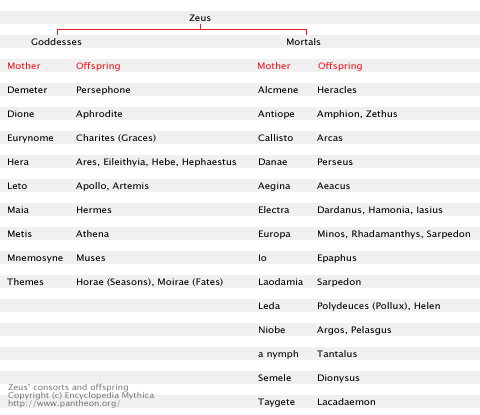 Zeus
Goddesses Mortals
Mother Offspring Mother Offspring
Demeter Persephone Alcmene Heracles
Dione Aphrodite Antiope Amphion, Zethus
Eurynome Charites (Graces) Callisto Arcas
Hera Ares, Eileithyia, Hebe, Hephaestus Danae Perseus
Leto Apollo, Artemis Aegina Aeacus
Maia Hermes Electra Dardanus, Hamonia, Iasius
Metis Athena Europa Minos, Rhadamanthys, Sarpedon
Mnemosyne Muses Io Epaphus
Themes Horae (Seasons), Moirae (Fates) Laodamia Sarpedon
Leda Polydeuces (Pollux), Helen
Niobe Argos, Pelasgus
a nymph Tantalus
Semele Dionysus
Taygete Lacadaemon
Zeus' consorts and offspring
Copyright (c) Encyclopedia Mythica
http://www.pantheon.org/